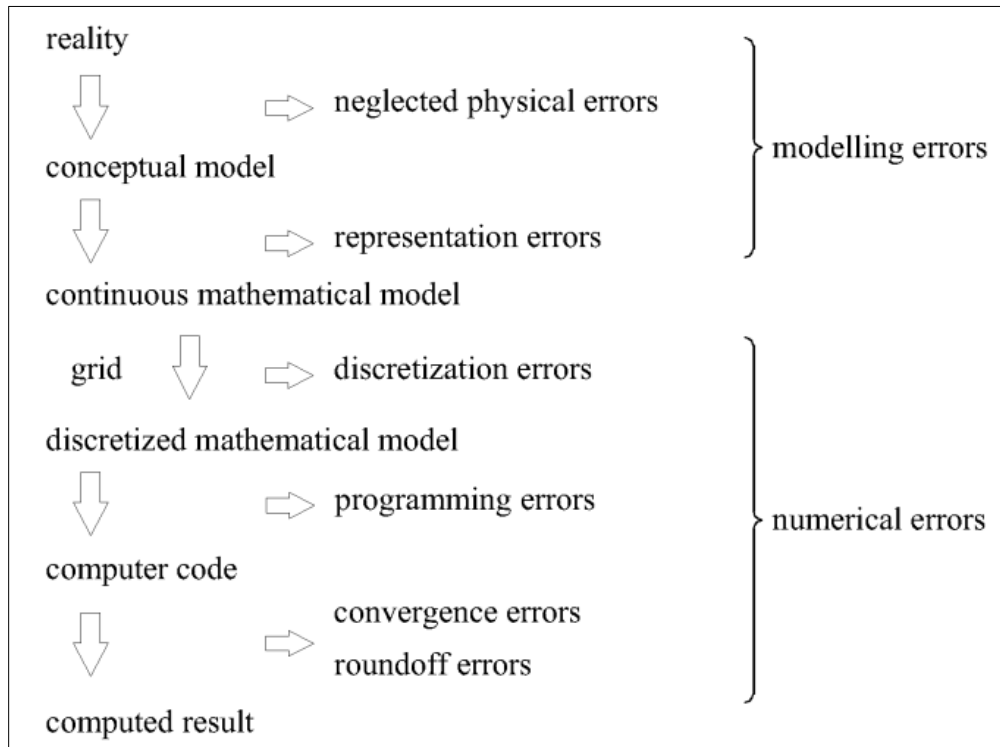 reality
neglected physical errors
modelling errors
conceptual model
representation errors
continuous mathematical model
grid
discretization errors
discretized mathematical model
programming errors
numerical errors
computer code
convergence errors
roundoff errors
computed result